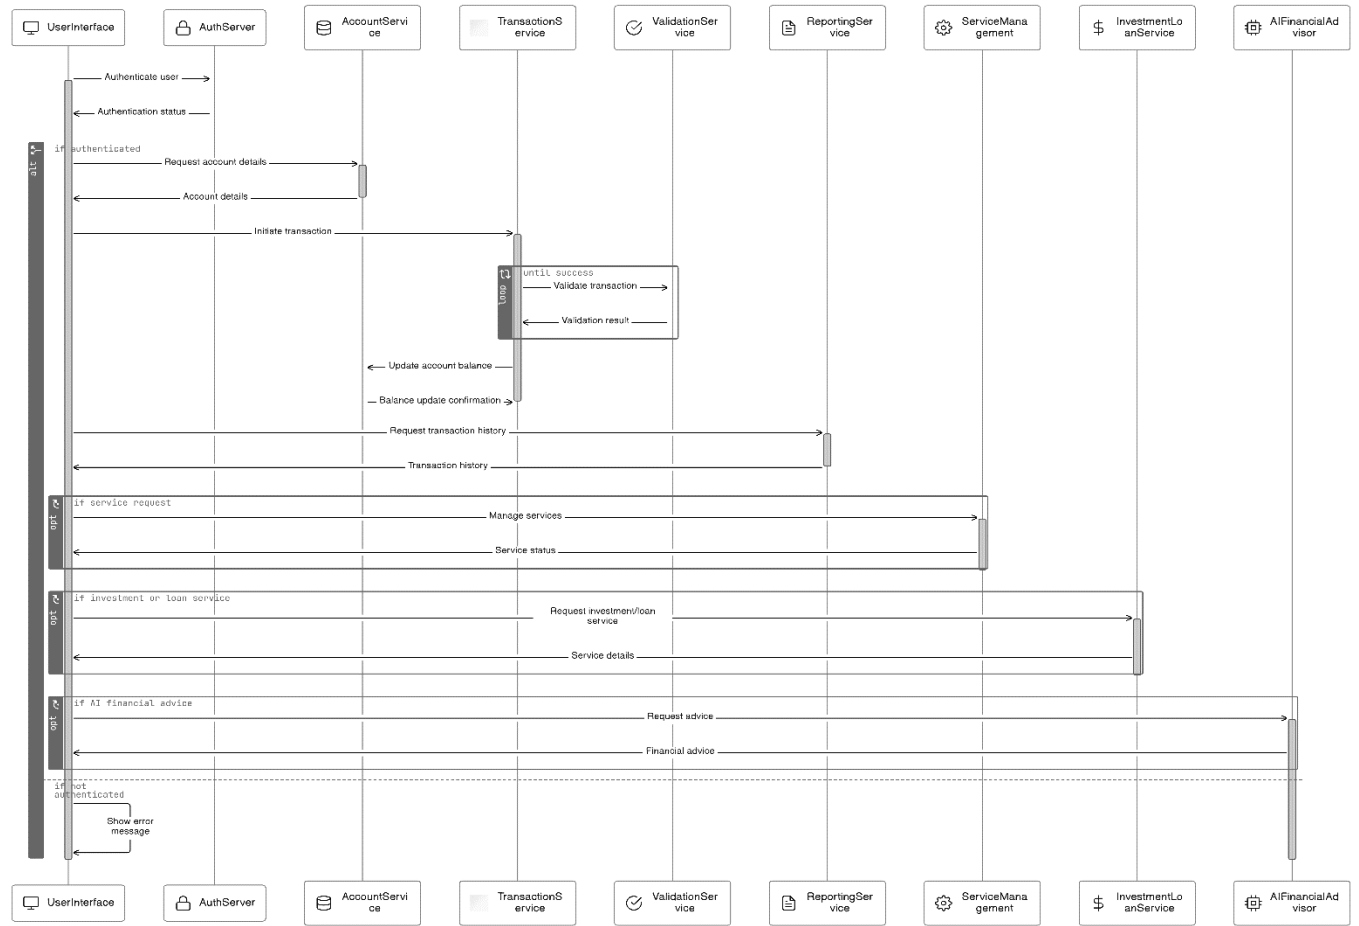 UserInterface
AuthServer
AccountServi
ce
TransactionS
ervice
ValidationSer
vice
ReportingSer
vice
ServiceMana
gement
InvestmentLo
anService
AIFinancialAd
visor
Authenticate user
Authentication status
alt
if authenticated
Request account details
Account details
Initiate transaction
loop
until success
Validate transaction
Validation result
Update account balance
Balance update confirmation
Request transaction history
Transaction history
opt
if service request
Manage services
Service status
opt
if investment or loan service
Request investment/loan
service
Service details
opt
if AI financial advice
Request advice
Financial advice
if not
authenticated
Show error
message
UserInterface
AuthServer
AccountServi
ce
TransactionS
ervice
ValidationSer
vice
ReportingSer
vice
ServiceMana
gement
InvestmentLo
anService
AIFinancialAd
visor